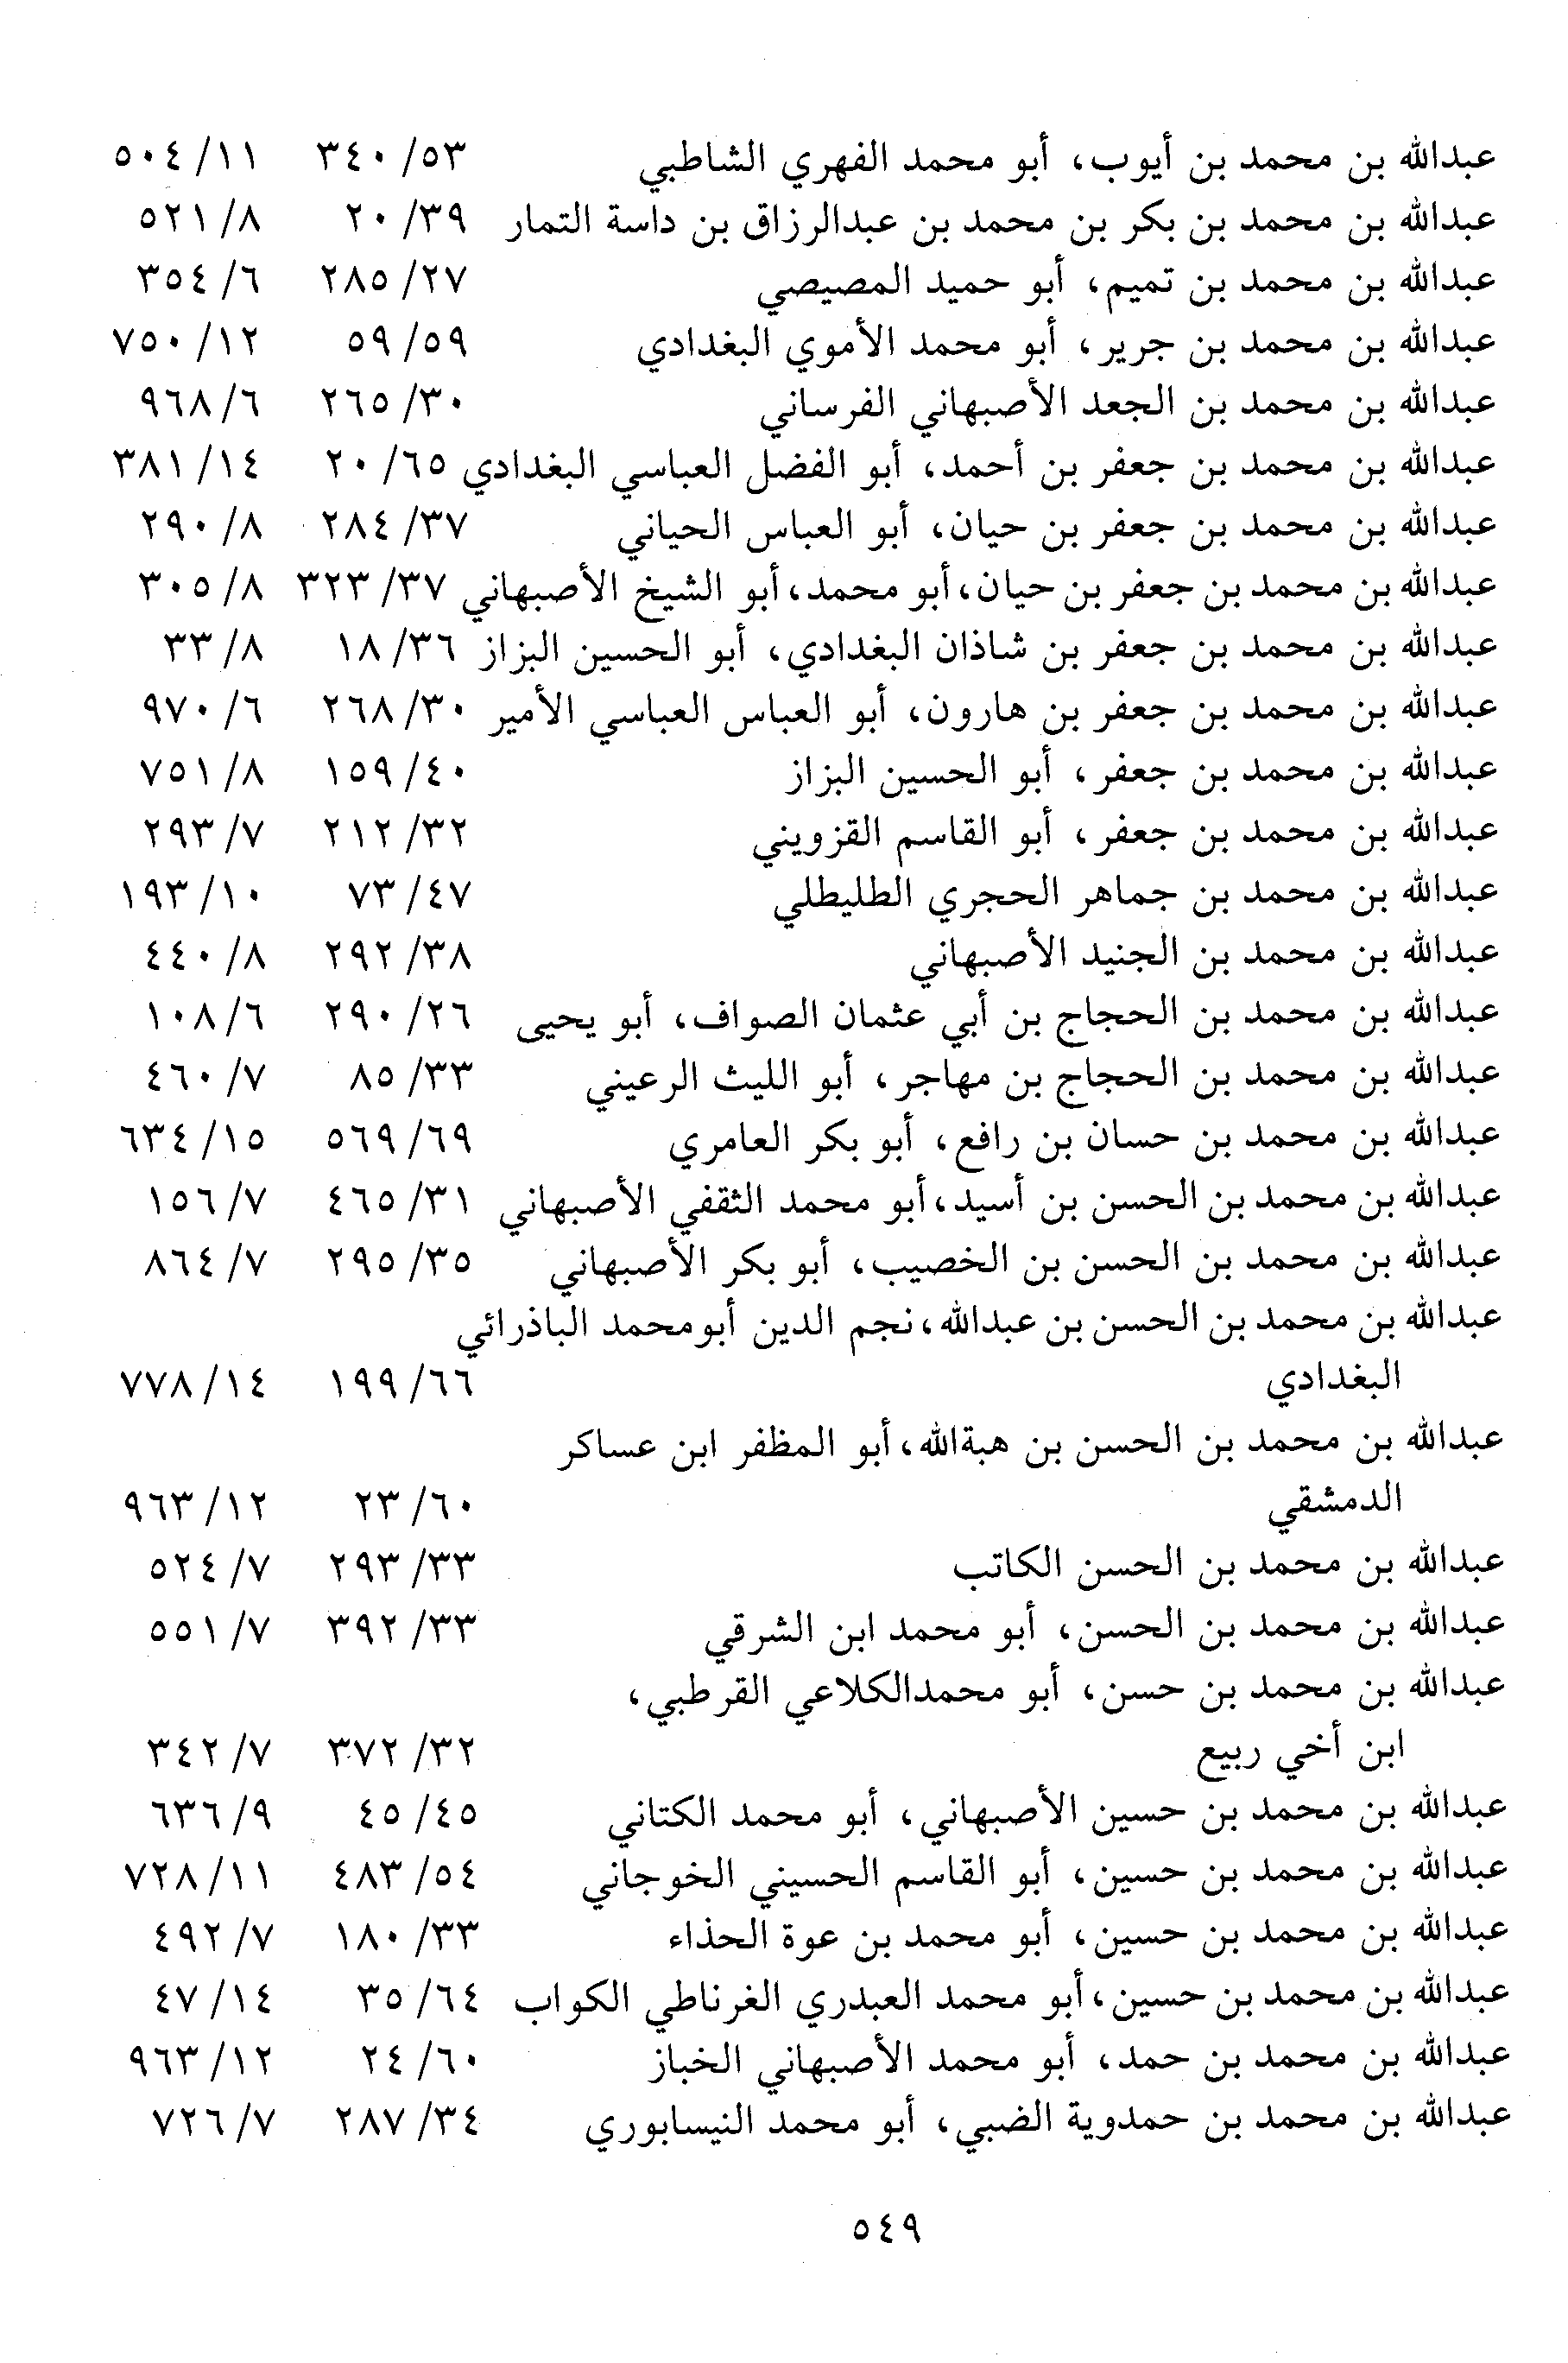 عبدالله بن محمد بن أيوب، أبو محمد الفهري الشاطبي ٥٣/ ٣٤٠ ١١/ ٥٠٤
عبدالله بن محمد بن بكر بن محمد بن عبدالرزاق بن داسة التمار ٣٩/ ٢٠ ٨/ ٥٢١
عبدالله بن محمد بن تميم، أبو حميد المصيصي ٢٧/ ٢٨٥ ٦/ ٣٥٤
عبدالله بن محمد بن جرير، أبو محمد الأموي البغدادي ٥٩/ ٥٩ ١٢/ ٧٥٠
عبدالله بن محمد بن الجعد الأصبهاني الفرساني ٣٠/ ٢٦٥ ٦/ ٩٦٨
عبدالله بن محمد بن جعفر بن أحمد، أبو الفضل العباسي البغدادي ٦٥/ ٢٠ ١٤/ ٣٨١
عبدالله بن محمد بن جعفر بن حيان، أبو العباس الحياني ٣٧/ ٢٨٤ ٨/ ٢٩٠
عبدالله بن محمد بن جعفر بن حيان، أبو محمد، أبو الشيخ الأصبهاني ٣٧/ ٣٢٣ ٨/ ٣٠٥
عبدالله بن محمد بن جعفر بن شاذان البغدادي، أبو الحسين البزاز ٣٦/ ١٨ ٨/ ٣٣
عبدالله بن محمد بن جعفر بن هارون، أبو العباس العباسي الأمير ٣٠/ ٢٦٨ ٦/ ٩٧٠
عبدالله بن محمد بن جعفر، أبو الحسين البزاز ٤٠/ ١٥٩ ٨/ ٧٥١
عبدالله بن محمد بن جعفر، أبو القاسم القزويني ٣٢/ ٢١٢ ٧/ ٢٩٣
عبدالله بن محمد بن جماهر الحجري الطليطلي ٤٧/ ٧٣ ١٠/ ١٩٣
عبدالله بن محمد بن الجنيد الأصبهاني ٣٨/ ٢٩٢ ٨/ ٤٤٠
عبدالله بن محمد بن الحجاج بن أبي عثمان الصواف، أبو يحيى ٢٦/ ٢٩٠ ٦/ ١٠٨
عبدالله بن محمد بن الحجاج بن مهاجر، أبو الليث الرعيني ٣٣/ ٨٥ ٧/ ٤٦٠
عبدالله بن محمد بن حسان بن رافع، أبو بكر العامري ٦٩/ ٥٦٩ ١٥/ ٦٣٤
عبدالله بن محمد بن الحسن بن أسيد، أبو محمد الثقفي الأصبهاني ٣١/ ٤٦٥ ٧/ ١٥٦
عبدالله بن محمد بن الحسن بن الخصيب، أبو بكر الأصبهاني ٣٥/ ٢٩٥ ٧/ ٨٦٤
عبدالله بن محمد بن الحسن بن عبدالله، نجم الدين أبومحمد الباذرائي
البغدادي ٦٦/ ١٩٩ ١٤/ ٧٧٨
عبدالله بن محمد بن الحسن بن هبةالله، أبو المظفر ابن عساكر
الدمشقي ٦٠/ ٢٣ ١٢/ ٩٦٣
عبدالله بن محمد بن الحسن الكاتب ٣٣/ ٢٩٣ ٧/ ٥٢٤
عبدالله بن محمد بن الحسن، أبو محمد ابن الشرقي ٣٣/ ٣٩٢ ٧/ ٥٥١
عبدالله بن محمد بن حسن، أبو محمدالكلاعي القرطبي،
ابن أخي ربيع ٣٢/ ٣٧٢ ٧/ ٣٤٢
عبدالله بن محمد بن حسين الأصبهاني، أبو محمد الكتاني ٤٥/ ٤٥ ٩/ ٦٣٦
عبدالله بن محمد بن حسين، أبو القاسم الحسيني الخوجاني ٥٤/ ٤٨٣ ١١/ ٧٢٨
عبدالله بن محمد بن حسين، أبو محمد بن عوة الحذاء ٣٣/ ١٨٠ ٧/ ٤٩٢
عبدالله بن محمد بن حسين، أبو محمد العبدري الغرناطي الكواب ٦٤/ ٣٥ ١٤/ ٤٧
عبدالله بن محمد بن حمد، أبو محمد الأصبهاني الخباز ٦٠/ ٢٤ ١٢/ ٩٦٣
عبدالله بن محمد بن حمدوية الضبي، أبو محمد النيسابوري ٣٤/ ٢٨٧ ٧/ ٧٢٦
٥٤٩